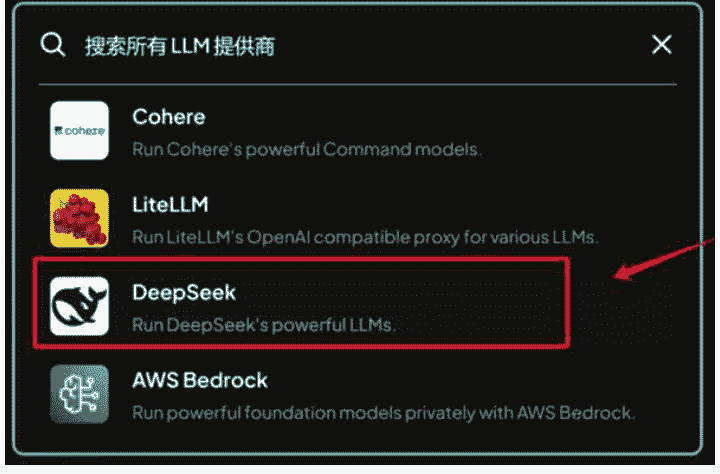 搜索所有 LLM 提供商
Cohere
cohere
Run Cohere's powerful Command models.
LiteLLM
Run LiteLLM's OpenAI compatible proxy for various LLMs.
DeepSeek
Run DeepSeek's powerful LLMs.
AWS Bedrock
Run powerful foundation models privately with AWS Bedrock.